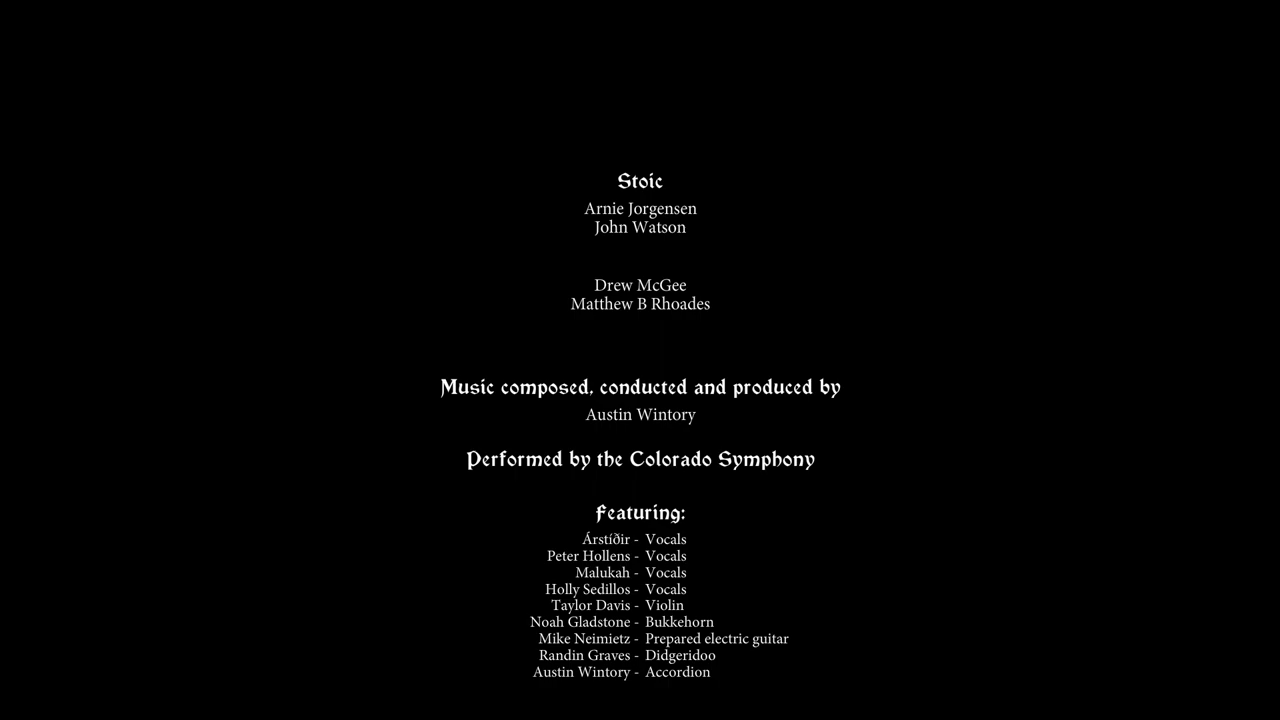 Stoic
Arnie Jorgensen
John Watson
Drew McGee
Matthew B Rhoades
Music composed, conducted and produced by
Austin Wintory
Performed by the Colorado Symphony
Featuring:
Árstíðir - Vocals
Peter Hollens - Vocals
Malukah - Vocals
Holly Sedillos - Vocals
Taylor Davis - Violin
Noah Gladstone - Bukkehorn
Mike Neimietz - Prepared electric guitar
Randin Graves - Didgeridoo
Austin Wintory - Accordion